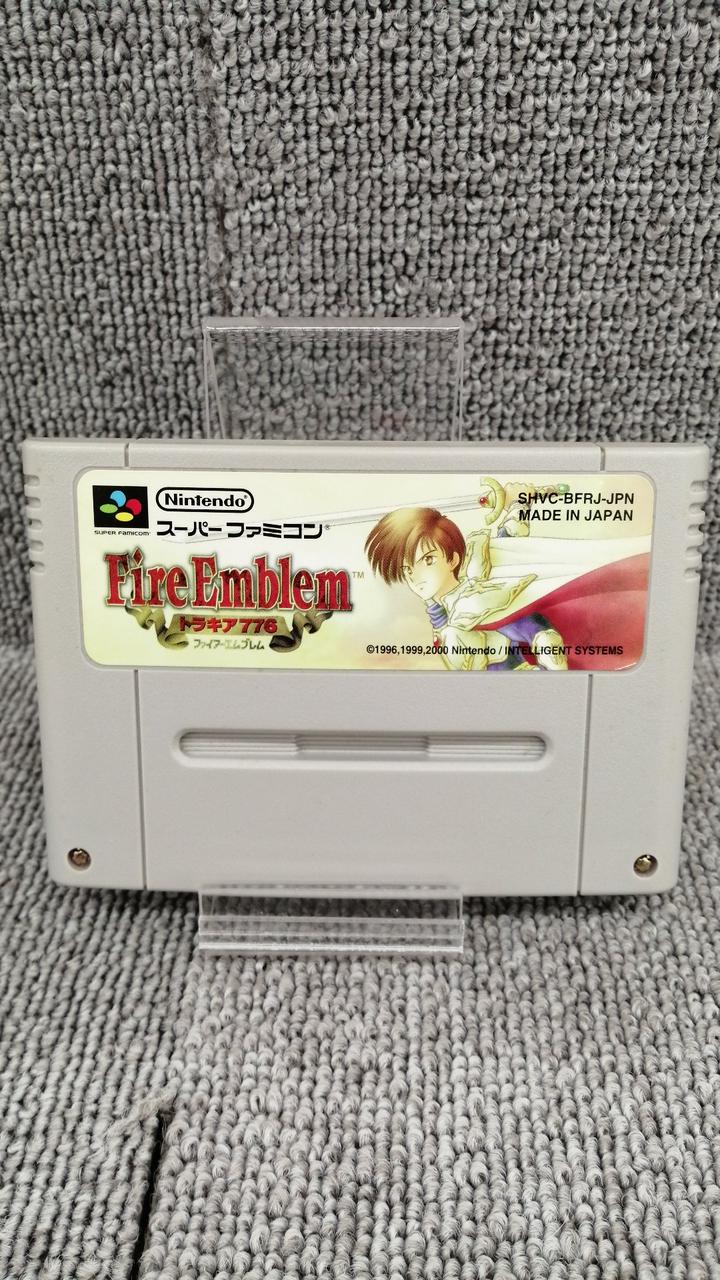 Nintendo®
SUPER FAMICOM™
スーパーファミコン®
SHVC-BFRJ-JPN
MADE IN JAPAN
Fire Emblem™
トラキア776
ファイアーエムブレム
©1996,1999,2000 Nintendo / INTELLIGENT SYSTEMS